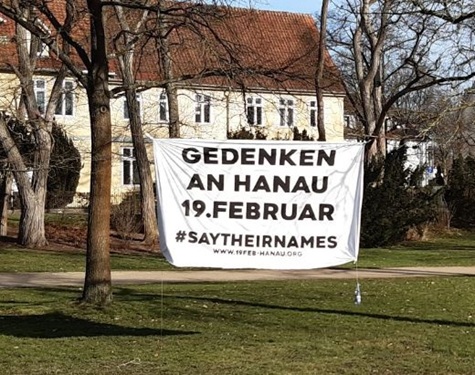 GEDENKEN
AN HANAU
19.FEBRUAR
#SAYTHEIRNAMES
WWW.19FEB-HANAU.ORG